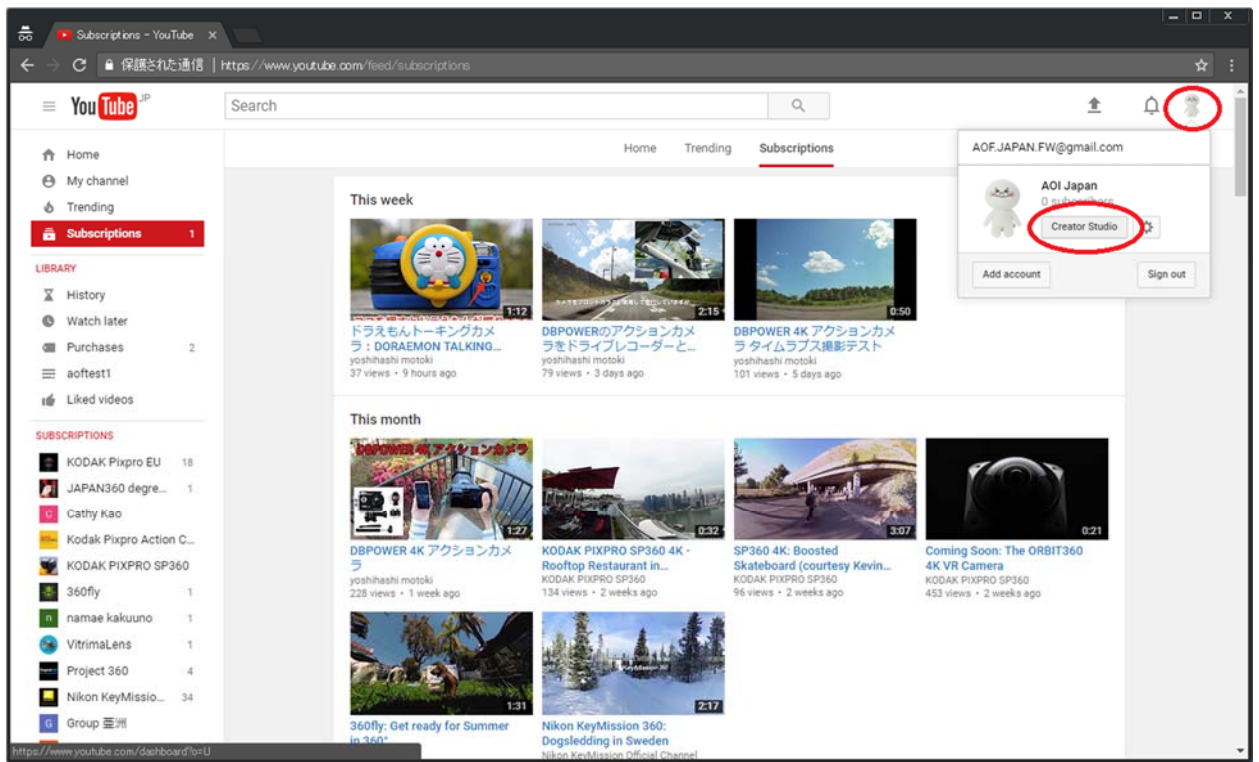 Subscriptions - YouTube
保護された通信 | https://www.youtube.com/feed/subscriptions
YouTube JP
Search
Home
My channel
Trending
Subscriptions 1
LIBRARY
History
Watch later
Purchases 2
aoftest1
Liked videos
SUBSCRIPTIONS
KODAK Pixpro EU 18
JAPAN360 degre... 1
C Cathy Kao
Kodak Pixpro Action C...
KODAK PIXPRO SP360
360fly 1
n namae kakuuno 1
VitrimaLens 1
Project 360 4
Nikon KeyMissio... 34
G Group 亜洲
https://www.youtube.com/dashboard?o=U
Home Trending Subscriptions
AOF.JAPAN.FW@gmail.com
AOI Japan
0 subscribers
Creator Studio
Add account Sign out
This week
1:12
ドラえもんトーキングカメ
ラ：DORAEMON TALKING...
yoshihashi motoki
37 views • 9 hours ago
2:15
DBPOWERのアクションカメ
ラをドライブレコーダーと...
yoshihashi motoki
79 views • 3 days ago
0:50
DBPOWER 4K アクションカメ
ラ タイムラプス撮影テスト
yoshihashi motoki
101 views • 5 days ago
This month
DBPOWER 4K アクションカメラ
1:27
DBPOWER 4K アクションカメ
ラ
yoshihashi motoki
228 views • 1 week ago
0:32
KODAK PIXPRO SP360 4K -
Rooftop Restaurant in...
KODAK PIXPRO SP360
134 views • 2 weeks ago
3:07
SP360 4K: Boosted
Skateboard (courtesy Kevin...
KODAK PIXPRO SP360
96 views • 2 weeks ago
0:21
Coming Soon: The ORBIT360
4K VR Camera
KODAK PIXPRO SP360
453 views • 2 weeks ago
1:31
360fly: Get ready for Summer
in 360°
KeyMission 360
2:17
Nikon KeyMission 360:
Dogsledding in Sweden
Nikon KeyMission Official Channel